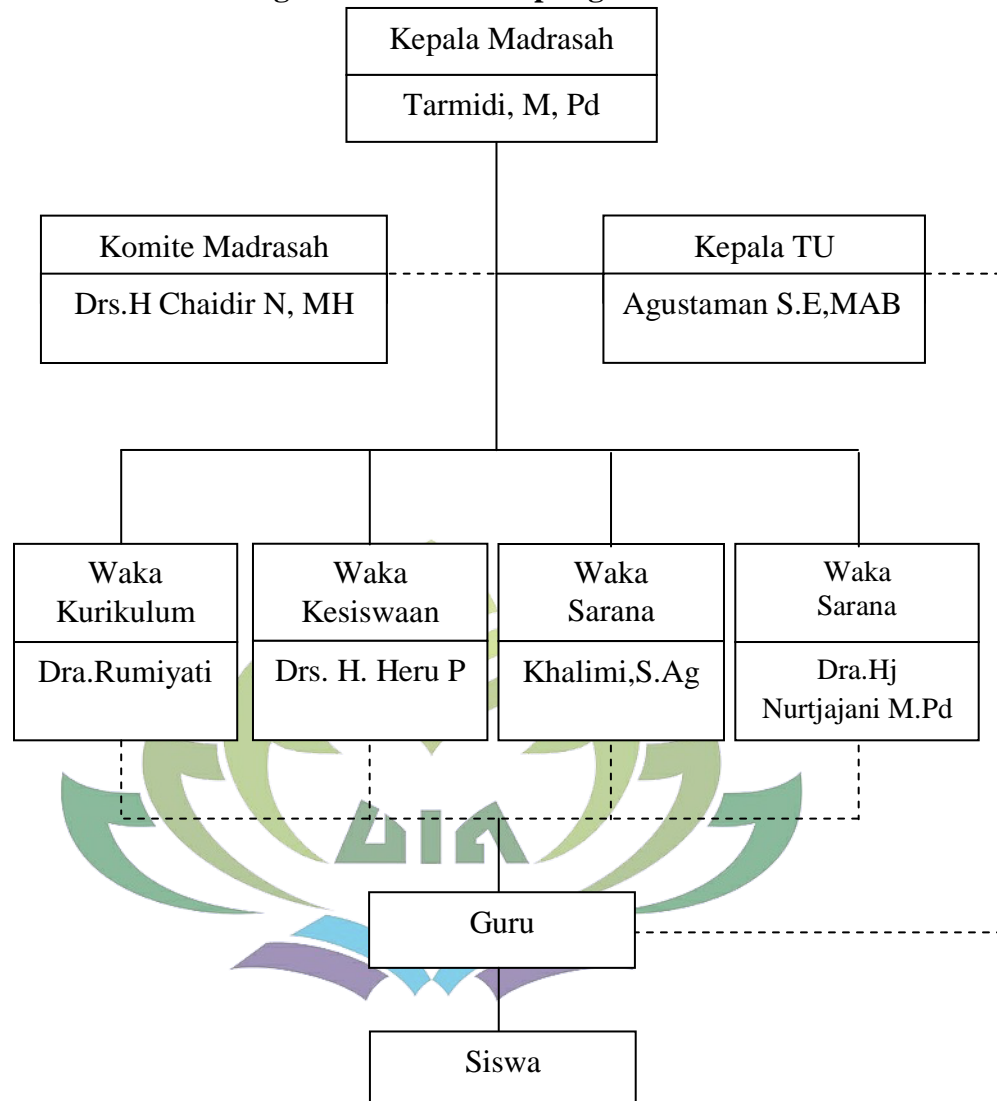 Kepala Madrasah
Tarmidi, M, Pd
Komite Madrasah
Drs.H Chaidir N, MH
Kepala TU
Agustaman S.E,MAB
Waka
Kurikulum
Dra.Rumiyati
Waka
Kesiswaan
Drs. H. Heru P
Waka
Sarana
Khalimi,S.Ag
Waka
Sarana
Dra.Hj
Nurtjajani M.Pd
Guru
Siswa